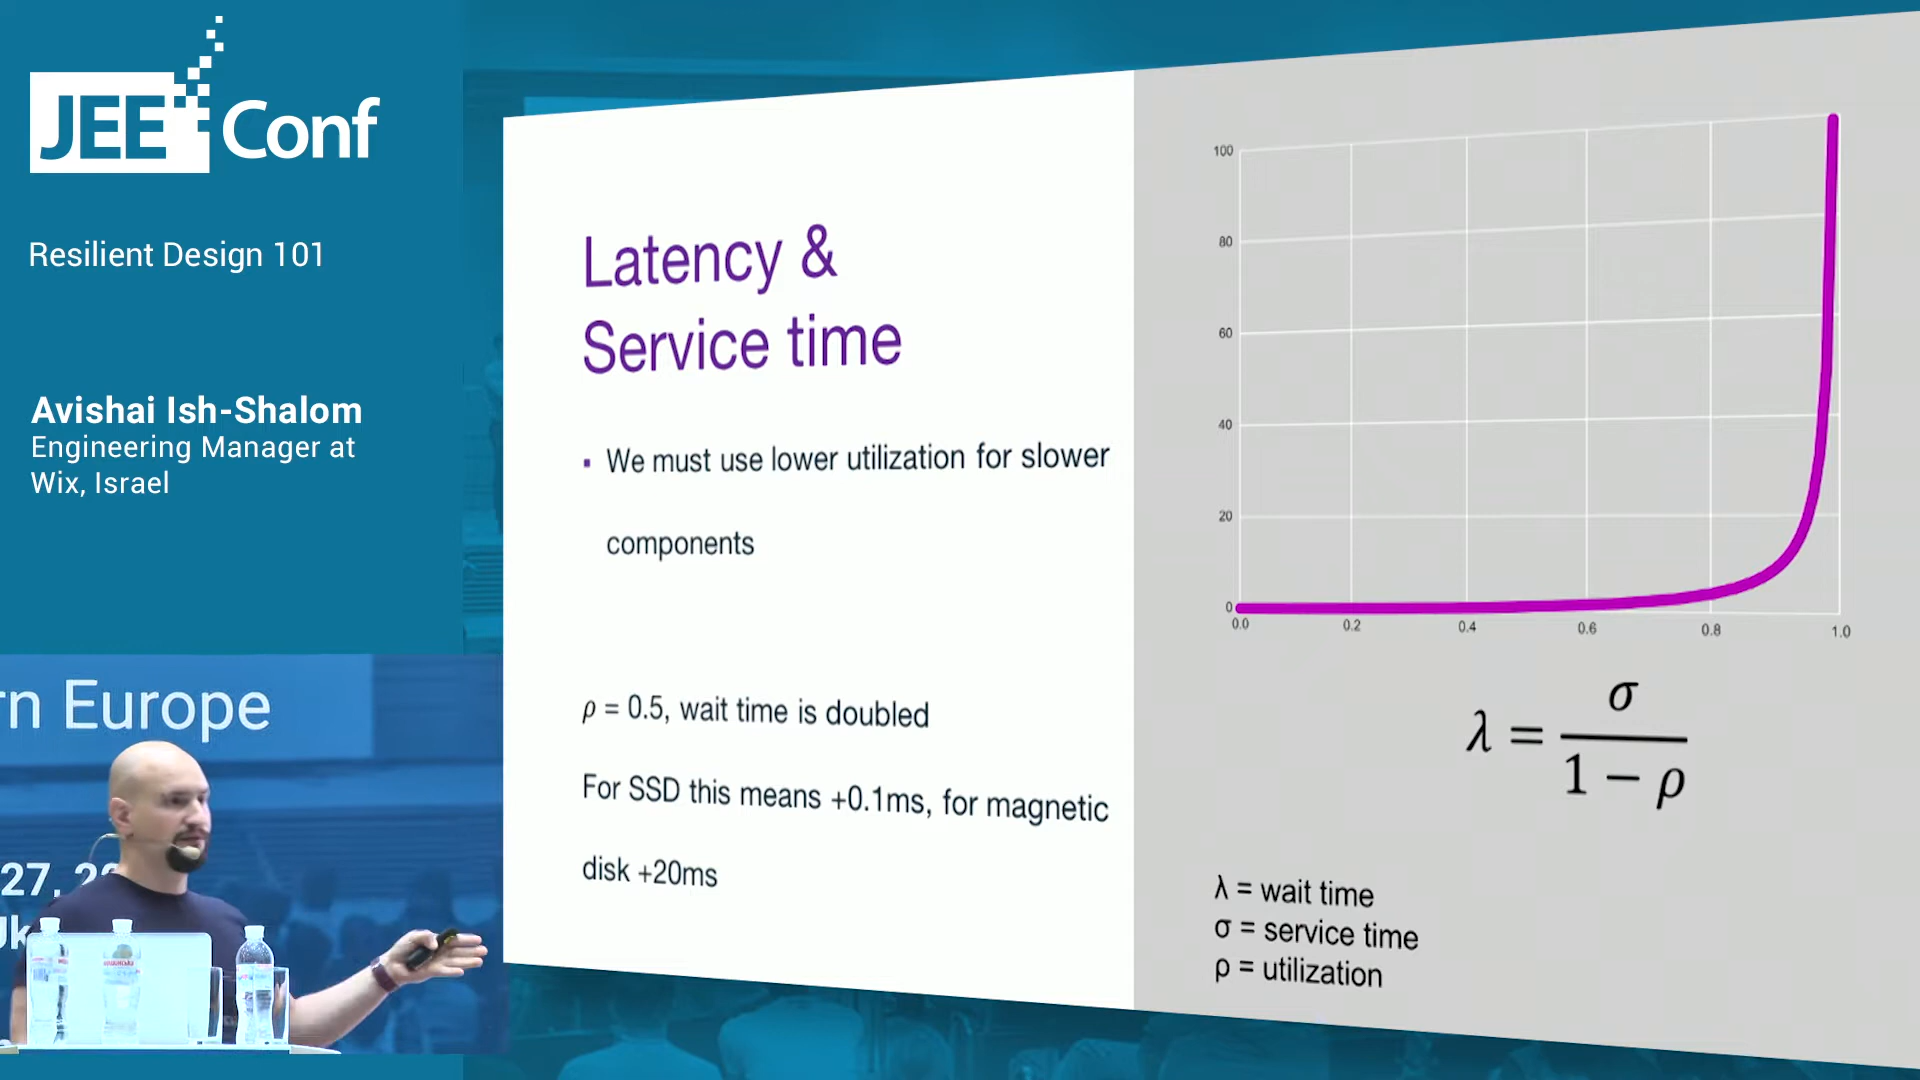 JEE Conf
Resilient Design 101
Avishai Ish-Shalom
Engineering Manager at
Wix, Israel
rn Europe
27, 2
Uk
Latency &
Service time
▪ We must use lower utilization for slower
components
ρ = 0.5, wait time is doubled
For SSD this means +0.1ms, for magnetic
disk +20ms
100
80
60
40
20
0
0.0 0.2 0.4 0.6 0.8 1.0
λ = σ / (1 − ρ)
λ = wait time
σ = service time
ρ = utilization